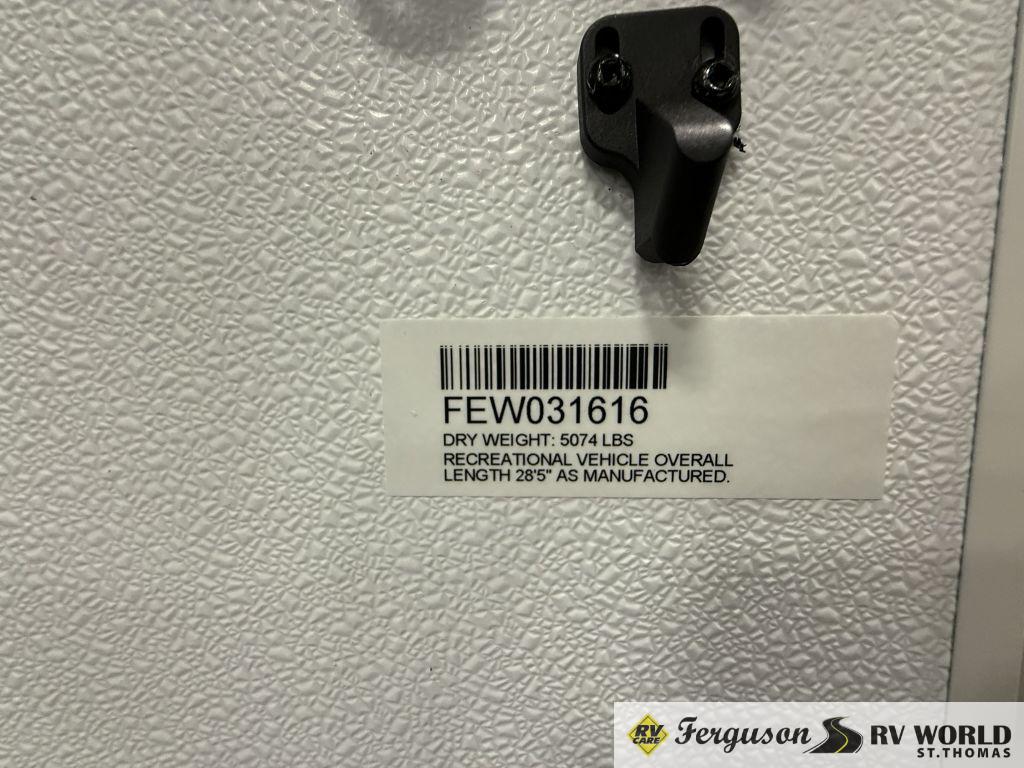 FEW031616
DRY WEIGHT: 5074 LBS
RECREATIONAL VEHICLE OVERALL
LENGTH 28'5" AS MANUFACTURED.
RV
CARE
Ferguson RV WORLD
ST.THOMAS